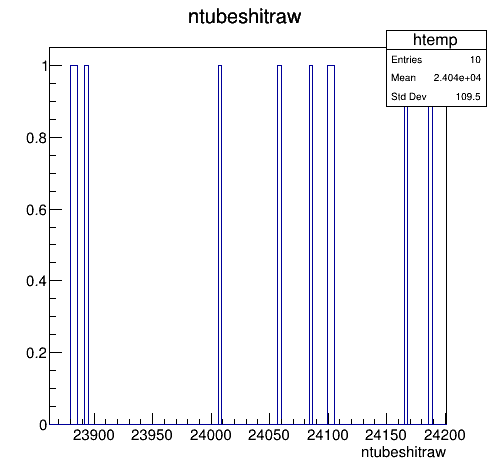 ntubeshitraw
htemp
Entries 10
Mean 2.404e+04
Std Dev 109.5
1
0.8
0.6
0.4
0.2
0
23900 23950 24000 24050 24100 24150 24200
ntubeshitraw